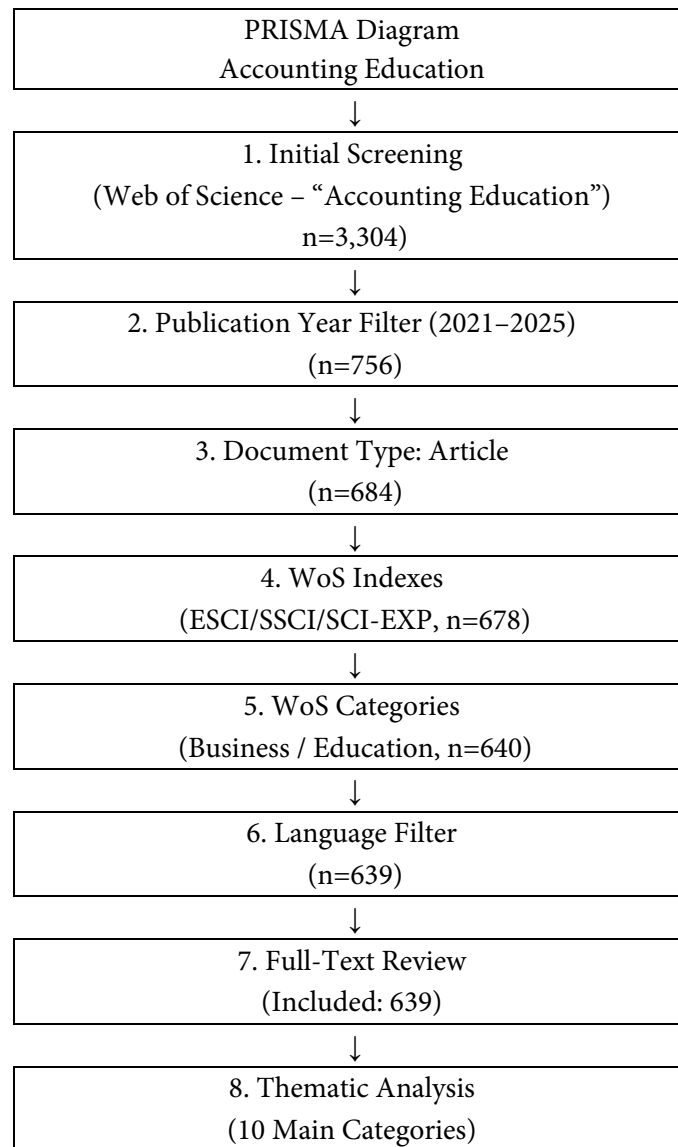 PRISMA Diagram
Accounting Education
↓
1. Initial Screening
(Web of Science – “Accounting Education”)
n=3,304)
↓
2. Publication Year Filter (2021–2025)
(n=756)
↓
3. Document Type: Article
(n=684)
↓
4. WoS Indexes
(ESCI/SSCI/SCI-EXP, n=678)
↓
5. WoS Categories
(Business / Education, n=640)
↓
6. Language Filter
(n=639)
↓
7. Full-Text Review
(Included: 639)
↓
8. Thematic Analysis
(10 Main Categories)